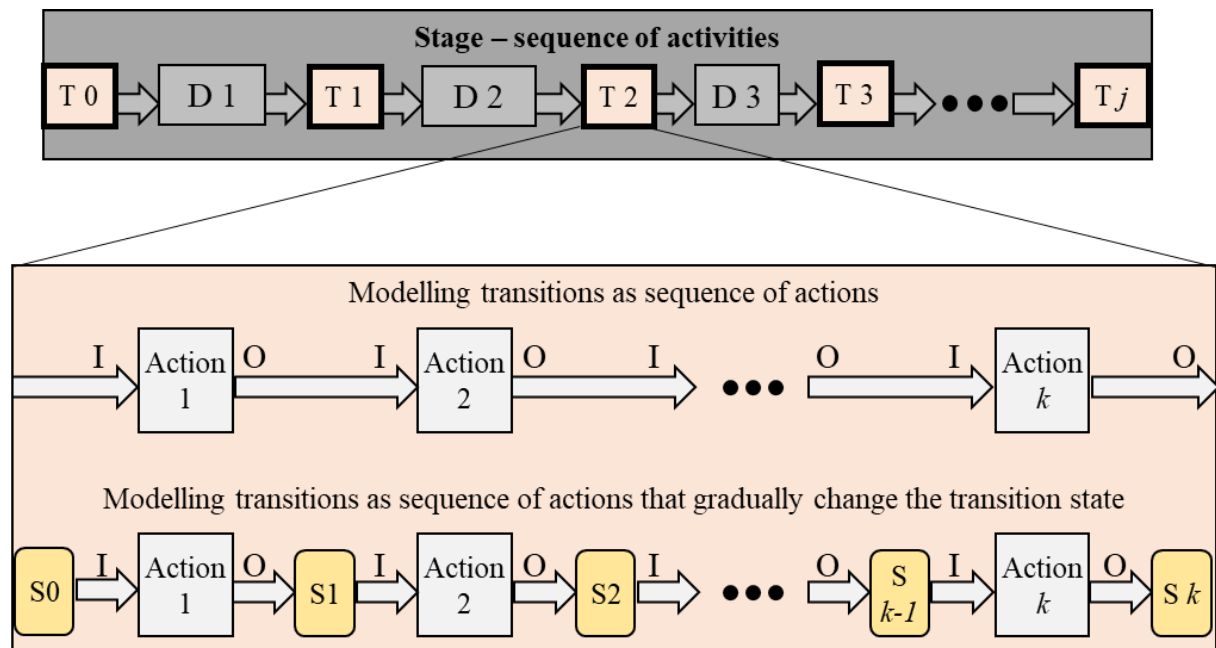 Stage – sequence of activities
T 0 D 1 T 1 D 2 T 2 D 3 T 3 T j
Modelling transitions as sequence of actions
I Action O I Action O I O I Action O
1 2 k
Modelling transitions as sequence of actions that gradually change the transition state
S0 I Action O S1 I Action O S2 I O S I Action O S k
1 2 k-1 k